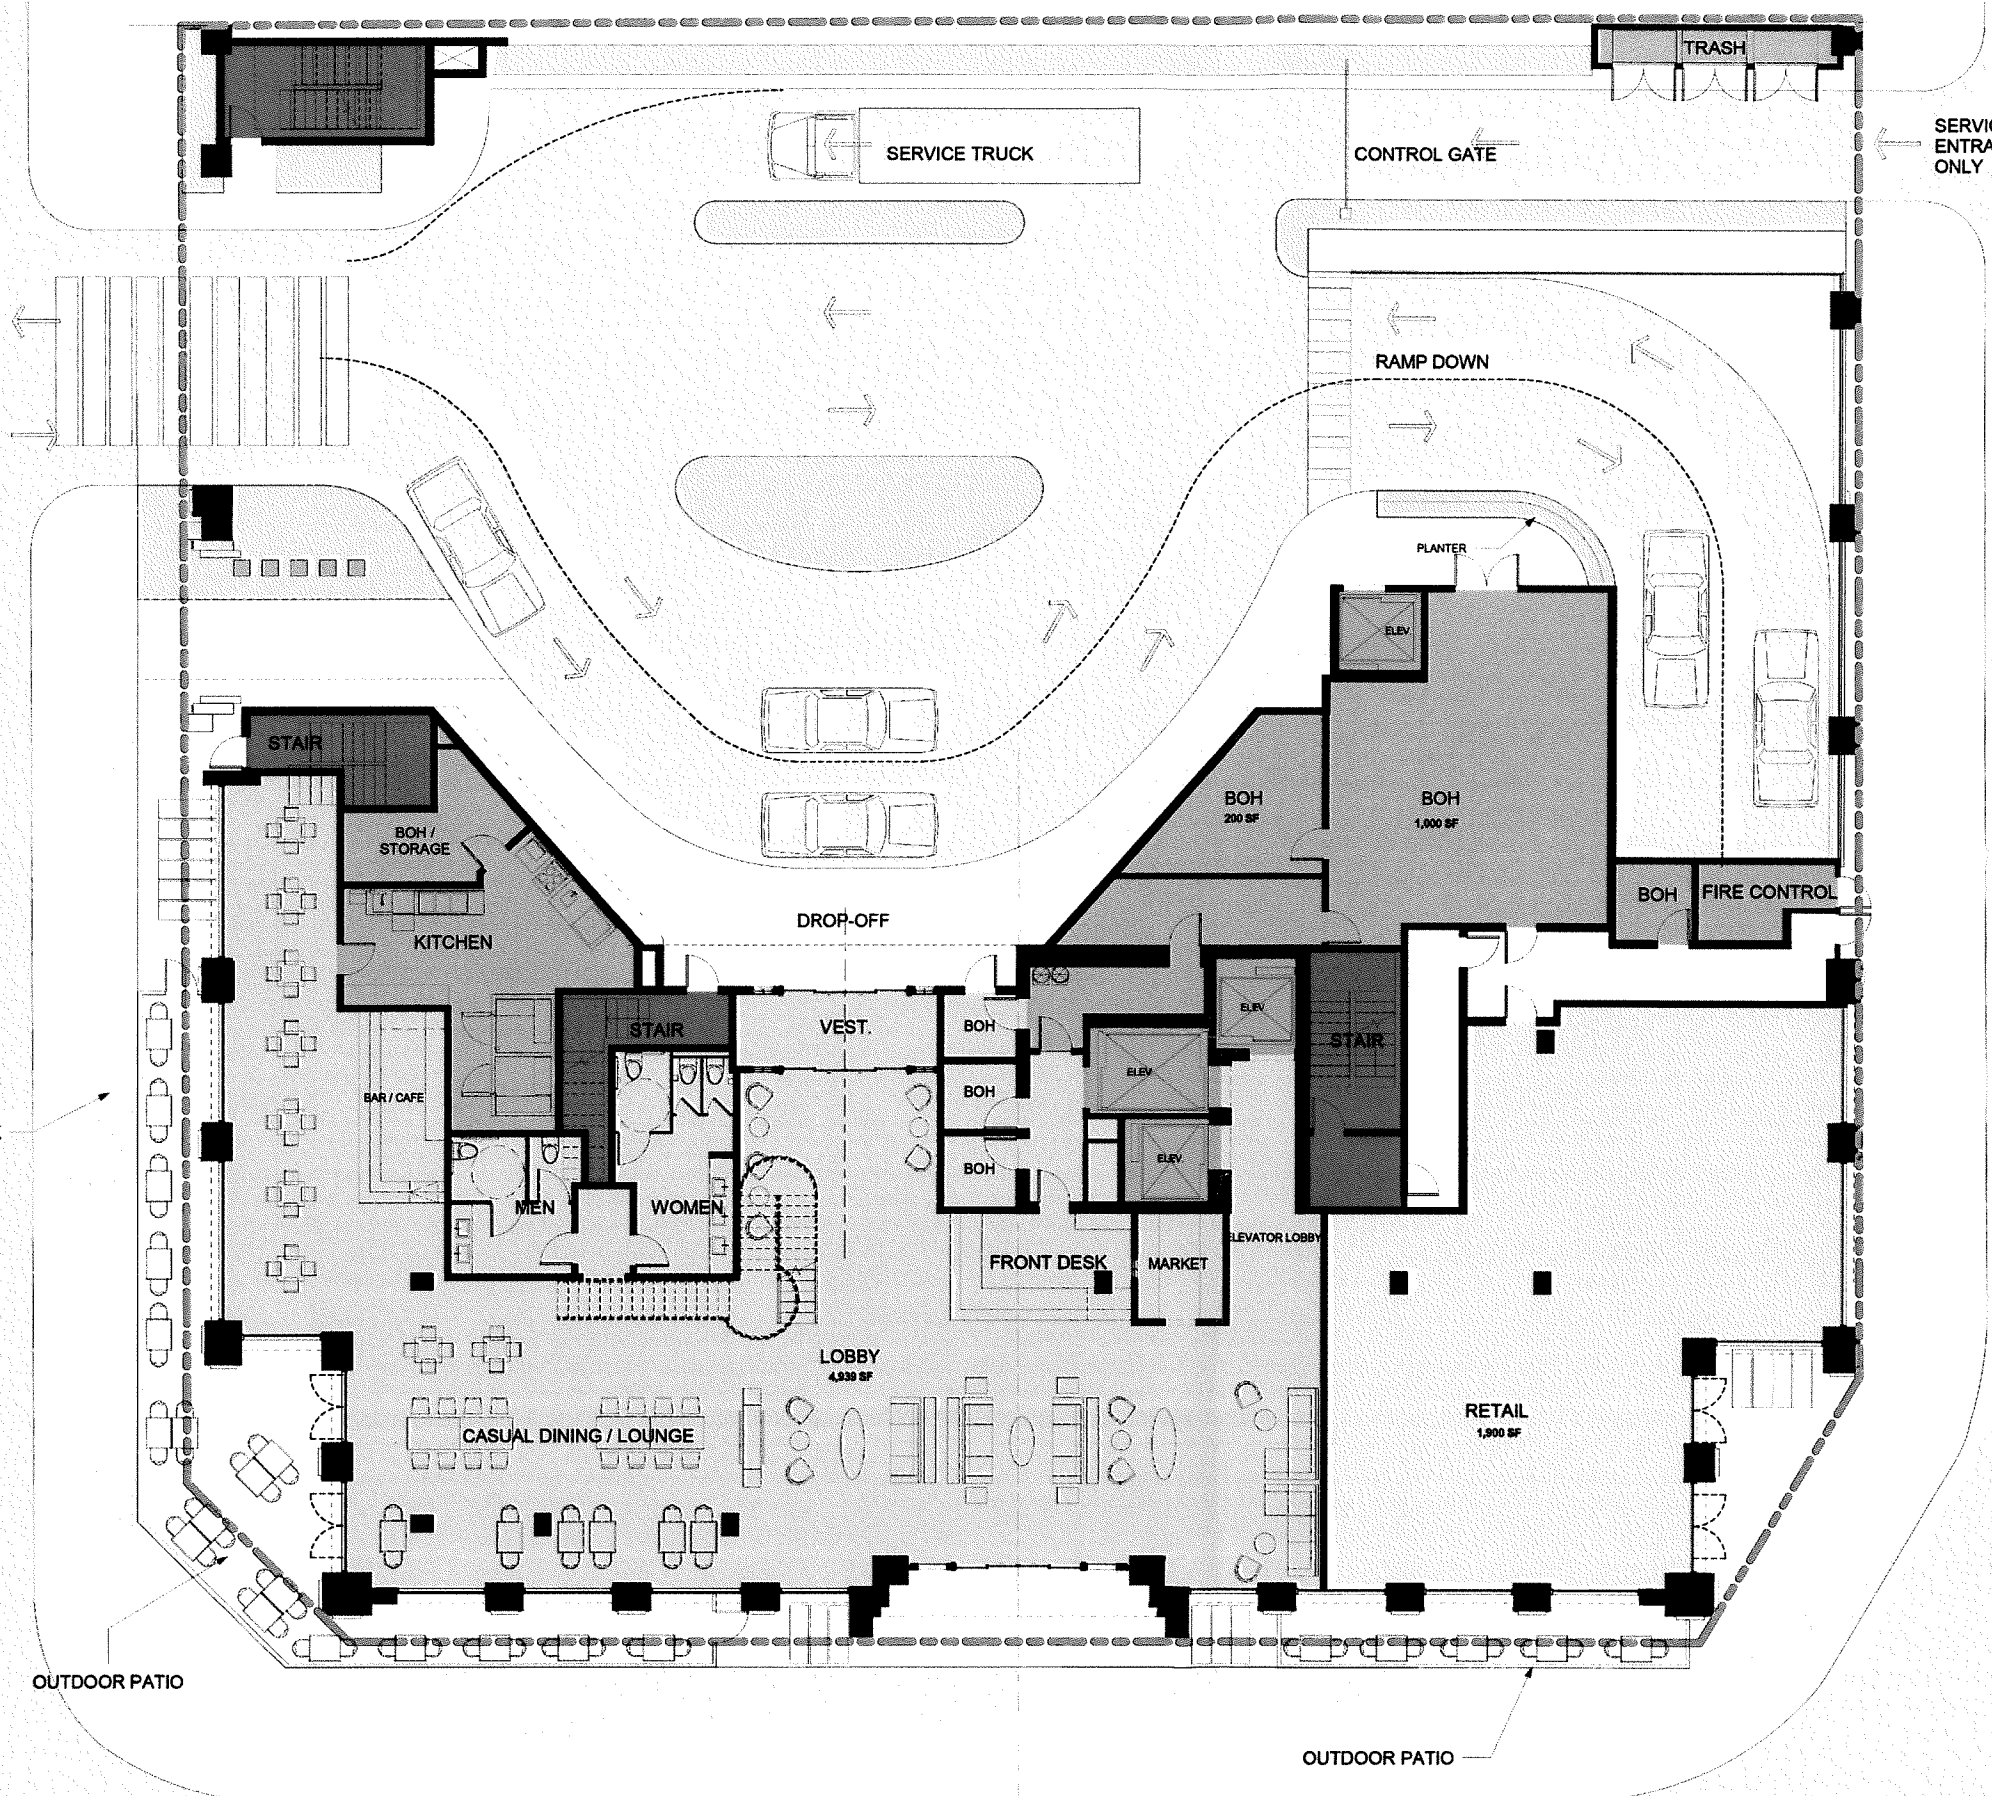 TRASH
SERVICE TRUCK
CONTROL GATE
ONLY
RAMP DOWN
PLANTER
ELEV
STAIR
BOH
200 SF
BOH
1,000 SF
BOH /
STORAGE
BOH
FIRE CONTROL
DROP-OFF
KITCHEN
ELEV
STAIR
VEST.
BOH
STAIR
ELEV
BAR / CAFE
BOH
ELEV
BOH
MEN
WOMEN
ELEVATOR LOBBY
FRONT DESK
MARKET
LOBBY
4,939 SF
RETAIL
1,900 SF
CASUAL DINING / LOUNGE
OUTDOOR PATIO
OUTDOOR PATIO